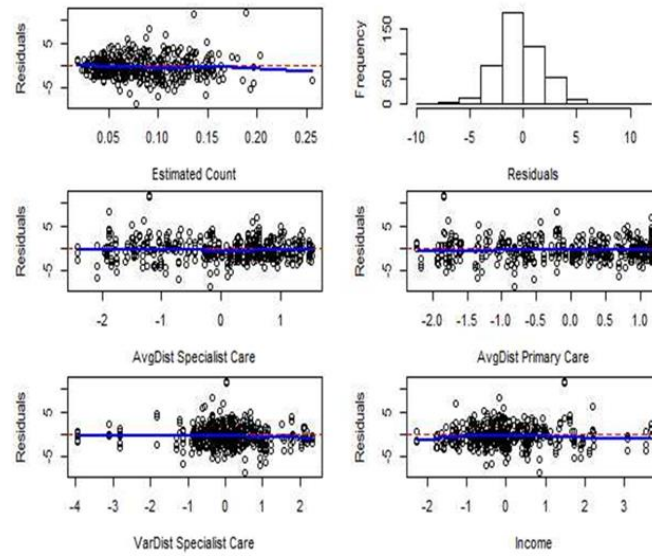 Residuals
5
-5
0.05 0.10 0.15 0.20 0.25
Estimated Count
Frequency
150
50
0
-10 -5 0 5 10
Residuals
Residuals
5
-5
-2 -1 0 1
AvgDist Specialist Care
Residuals
5
-5
-2.0 -1.5 -1.0 -0.5 0.0 0.5 1.0
AvgDist Primary Care
Residuals
5
-5
-4 -3 -2 -1 0 1 2
VarDist Specialist Care
Residuals
5
-5
-2 -1 0 1 2 3
Income